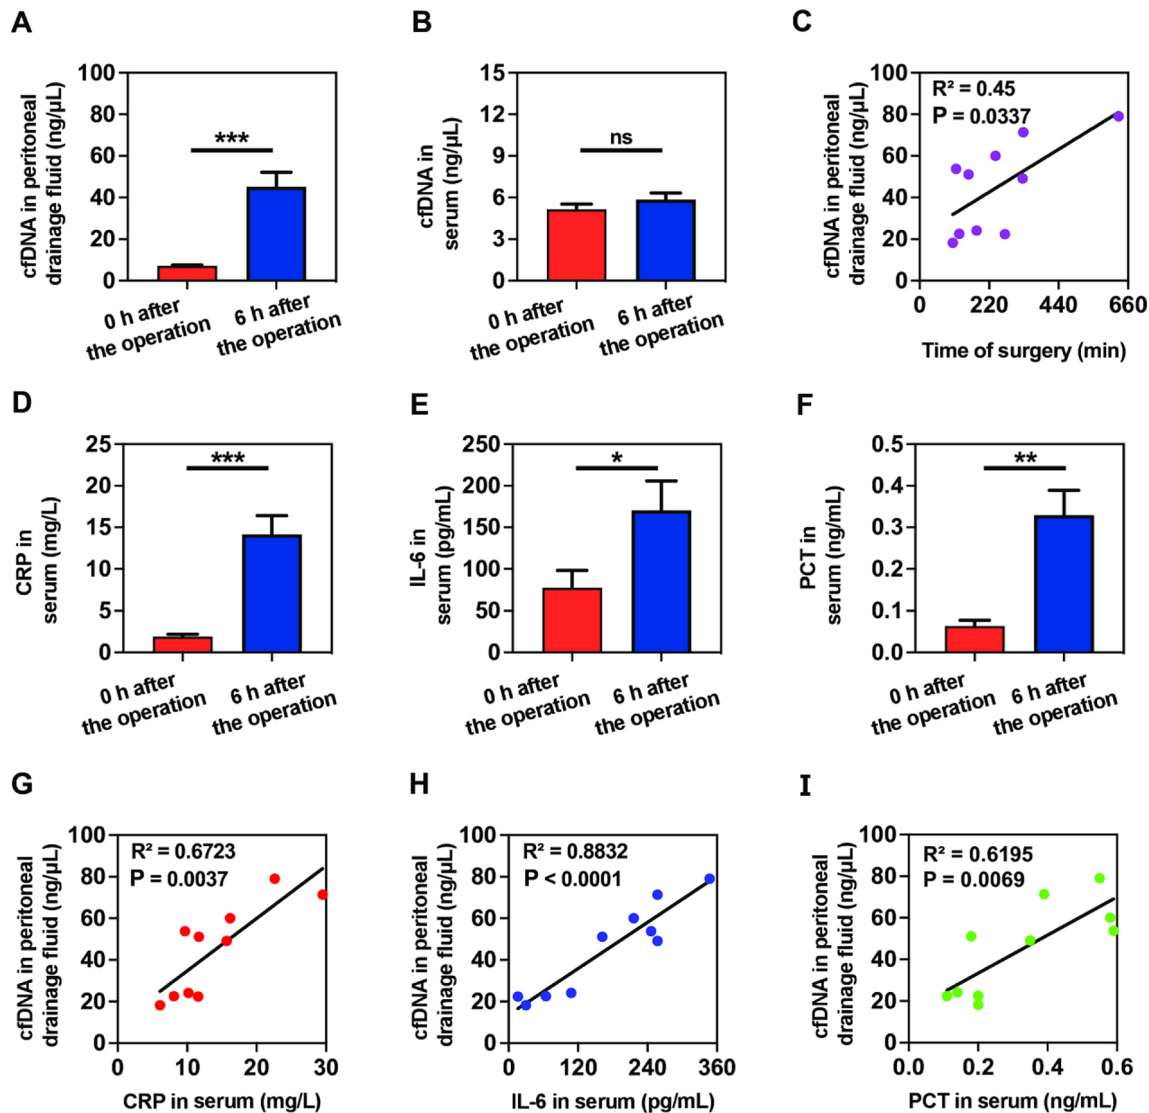 A
cfDNA in peritoneal
drainage fluid (ng/μL)
100
80
60
40
20
0
***
0 h after
the operation
6 h after
the operation
B
cfDNA in
serum (ng/μL)
15
12
9
6
3
0
ns
0 h after
the operation
6 h after
the operation
C
cfDNA in peritoneal
drainage fluid (ng/μL)
100
80
60
40
20
0
R² = 0.45
P = 0.0337
0 220 440 660
Time of surgery (min)
D
CRP in
serum (mg/L)
25
20
15
10
5
0
***
0 h after
the operation
6 h after
the operation
E
IL-6 in
serum (pg/mL)
250
200
150
100
50
0
*
0 h after
the operation
6 h after
the operation
F
PCT in
serum (ng/mL)
0.5
0.4
0.3
0.2
0.1
0.0
**
0 h after
the operation
6 h after
the operation
G
cfDNA in peritoneal
drainage fluid (ng/μL)
100
80
60
40
20
0
R² = 0.6723
P = 0.0037
0 10 20 30
CRP in serum (mg/L)
H
cfDNA in peritoneal
drainage fluid (ng/μL)
100
80
60
40
20
0
R² = 0.8832
P < 0.0001
0 120 240 360
IL-6 in serum (pg/mL)
I
cfDNA in peritoneal
drainage fluid (ng/μL)
100
80
60
40
20
0
R² = 0.6195
P = 0.0069
0.0 0.2 0.4 0.6
PCT in serum (ng/mL)